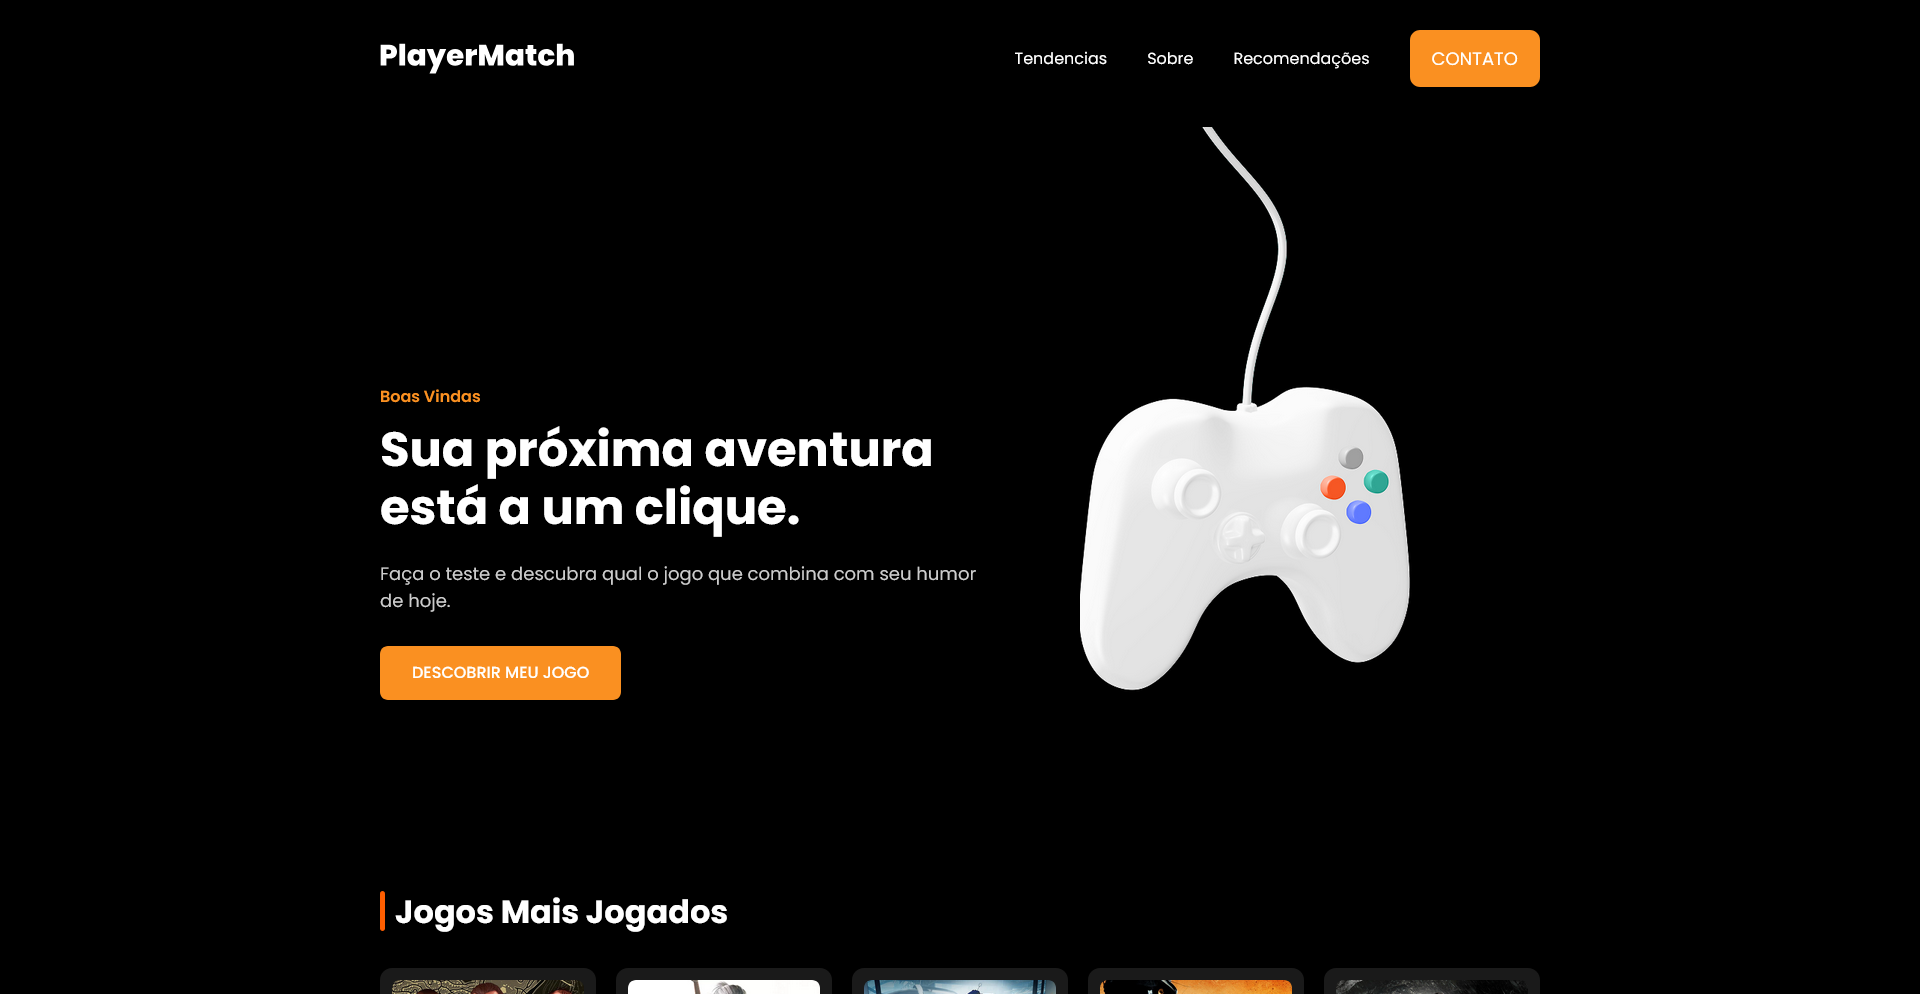 PlayerMatch
Tendencias
Sobre
Recomendações
CONTATO
Boas Vindas
Sua próxima aventura
está a um clique.
Faça o teste e descubra qual o jogo que combina com seu humor
de hoje.
DESCOBRIR MEU JOGO
Jogos Mais Jogados